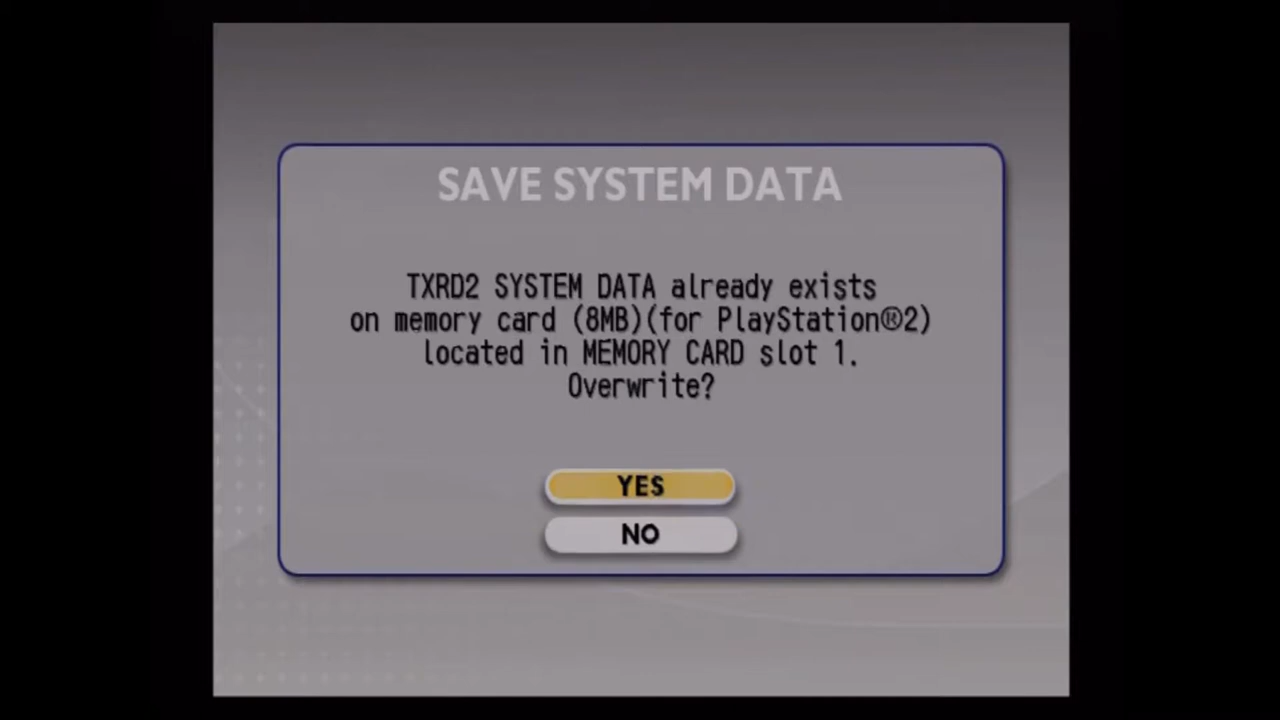 SAVE SYSTEM DATA
TXRD2 SYSTEM DATA already exists
on memory card (8MB)(for PlayStation®2)
located in MEMORY CARD slot 1.
Overwrite?
YES
NO